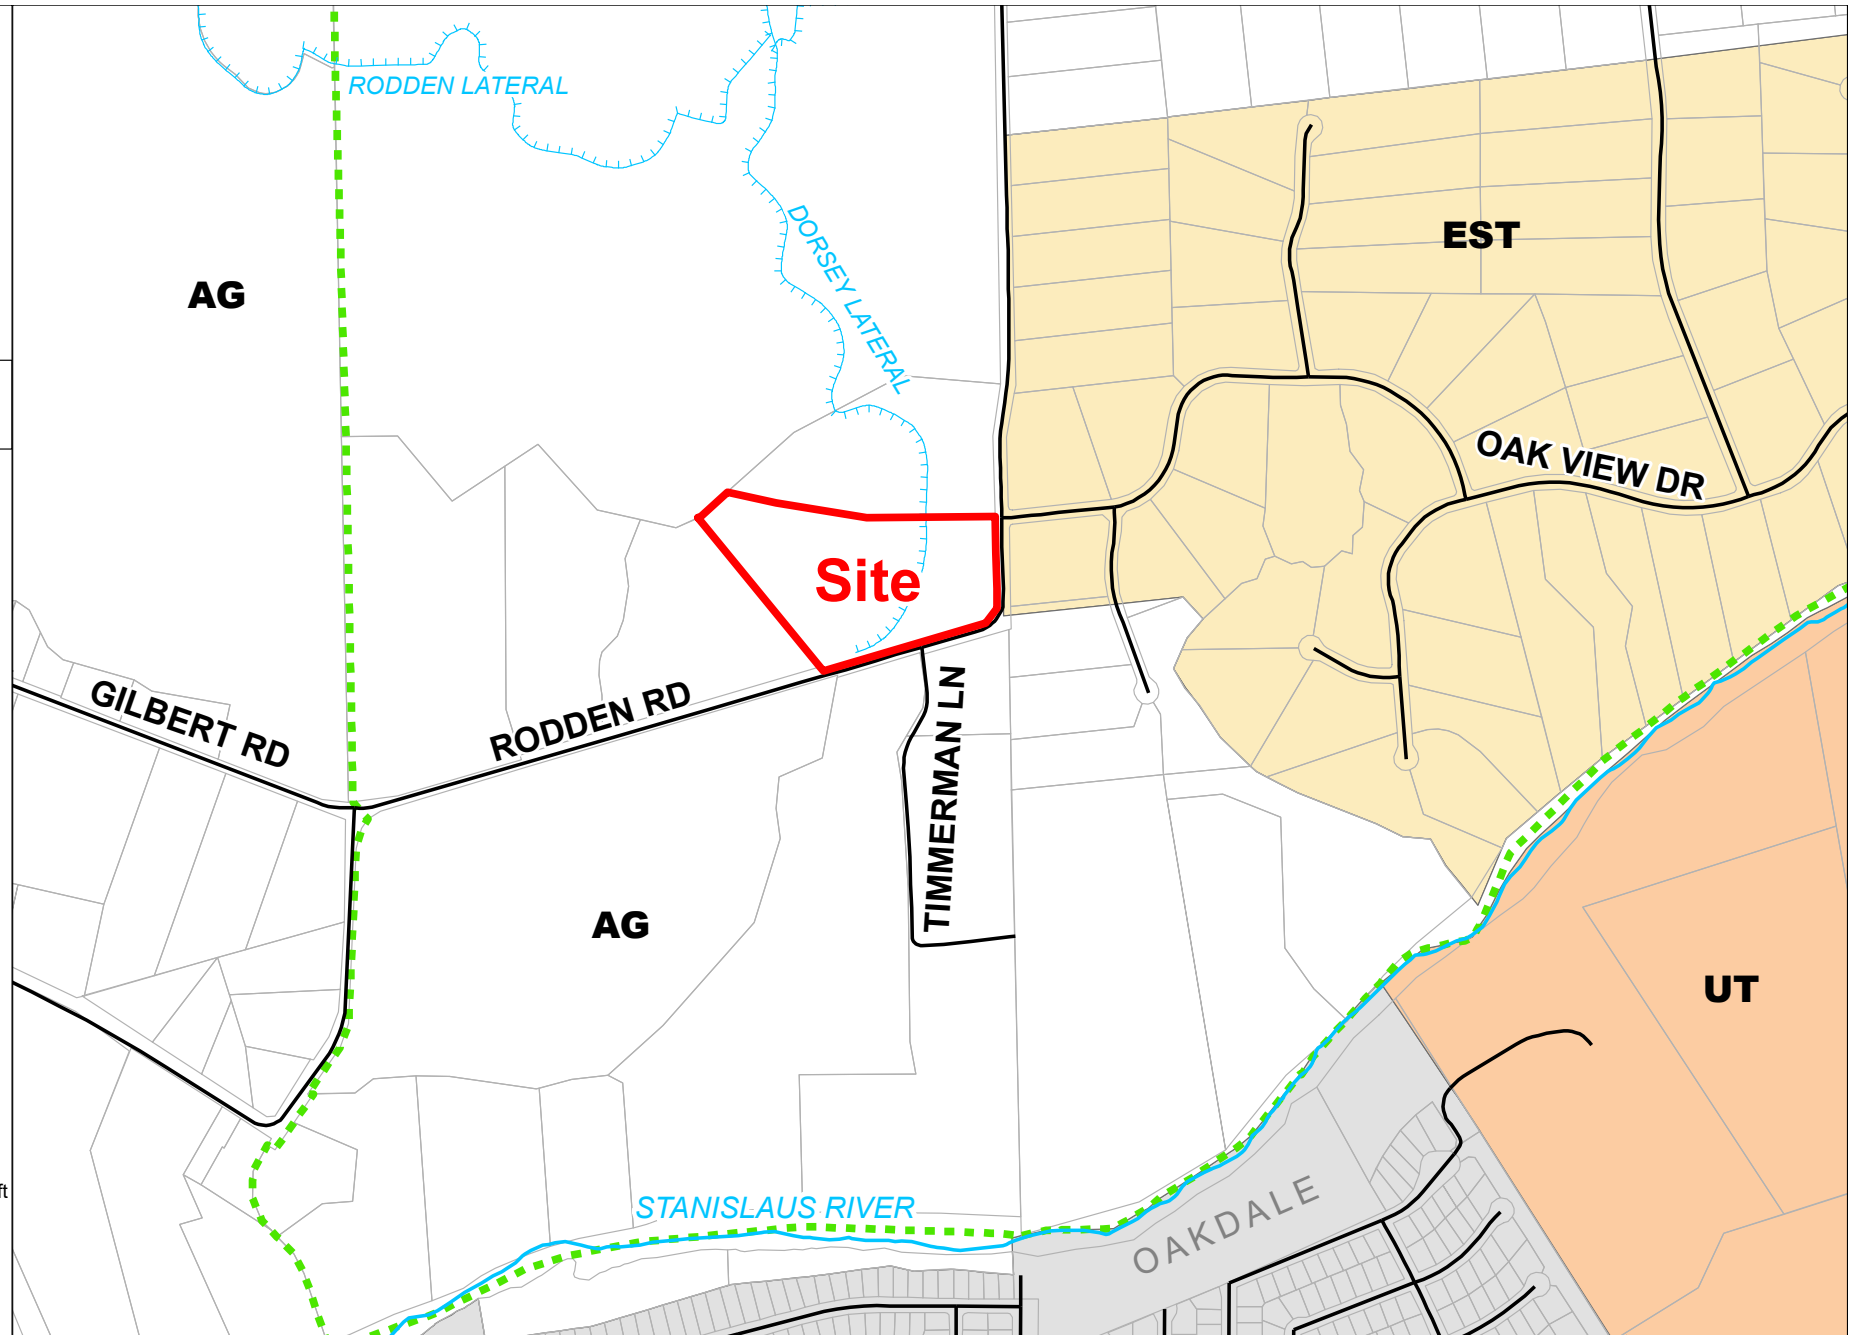 RODDEN LATERAL
DORSEY LATERAL
EST
AG
OAK VIEW DR
Site
GILBERT RD
RODDEN RD
TIMMERMAN LN
AG
UT
ft
STANISLAUS RIVER
OAKDALE